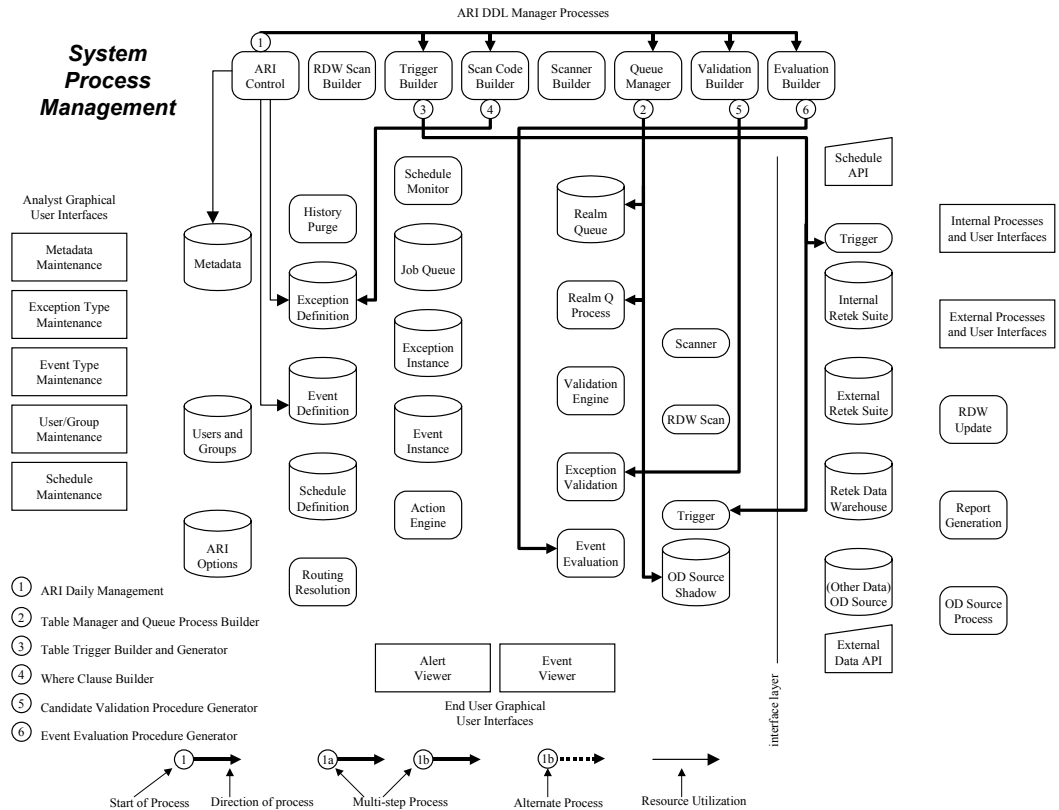 ARI DDL Manager Processes
System
Process
Management
1
ARI
Control
RDW Scan
Builder
Trigger
Builder
Scan Code
Builder
Scanner
Builder
Queue
Manager
Validation
Builder
Evaluation
Builder
3
4
2
5
6
Analyst Graphical
User Interfaces
Metadata
Maintenance
Exception Type
Maintenance
Event Type
Maintenance
User/Group
Maintenance
Schedule
Maintenance
Metadata
Users and
Groups
ARI
Options
History
Purge
Exception
Definition
Event
Definition
Schedule
Definition
Routing
Resolution
Schedule
Monitor
Job Queue
Exception
Instance
Event
Instance
Action
Engine
Realm
Queue
Realm Q
Process
Validation
Engine
Exception
Validation
Event
Evaluation
Scanner
RDW Scan
Trigger
OD Source
Shadow
interface layer
Schedule
API
Trigger
Internal
Retek Suite
External
Retek Suite
Retek Data
Warehouse
(Other Data)
OD Source
External
Data API
Internal Processes
and User Interfaces
External Processes
and User Interfaces
RDW
Update
Report
Generation
OD Source
Process
1 ARI Daily Management
2 Table Manager and Queue Process Builder
3 Table Trigger Builder and Generator
4 Where Clause Builder
5 Candidate Validation Procedure Generator
6 Event Evaluation Procedure Generator
Alert
Viewer
Event
Viewer
End User Graphical
User Interfaces
1
1a
1b
1b
Start of Process
Direction of process
Multi-step Process
Alternate Process
Resource Utilization